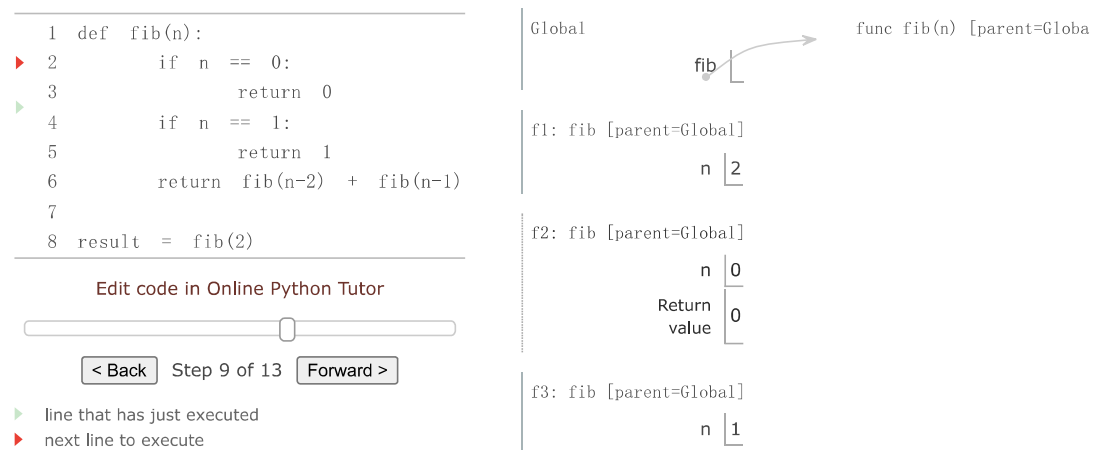 1 def fib(n):
2 if n == 0:
3 return 0
4 if n == 1:
5 return 1
6 return fib(n-2) + fib(n-1)
7
8 result = fib(2)
Edit code in Online Python Tutor
< Back Step 9 of 13 Forward >
line that has just executed
next line to execute
Global
fib
func fib(n) [parent=Globa
f1: fib [parent=Global]
n 2
f2: fib [parent=Global]
n 0
Return
value 0
f3: fib [parent=Global]
n 1